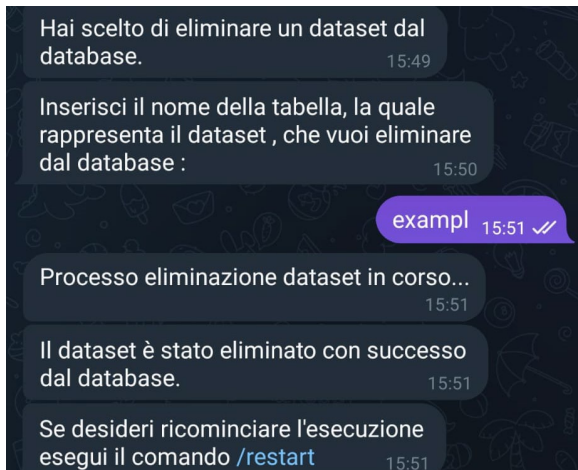 Hai scelto di eliminare un dataset dal
database.
15:49
Inserisci il nome della tabella, la quale
rappresenta il dataset , che vuoi eliminare
dal database :
15:50
exampl 15:51
Processo eliminazione dataset in corso...
15:51
Il dataset è stato eliminato con successo
dal database.
15:51
Se desideri ricominciare l'esecuzione
esegui il comando /restart
15:51